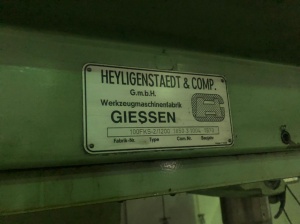 HEYLIGENSTAEDT & COMP.
G.m.b.H.
Werkzeugmaschinenfabrik
GIESSEN
Fabrik-Nr. Type Com.Nr. Baujahr